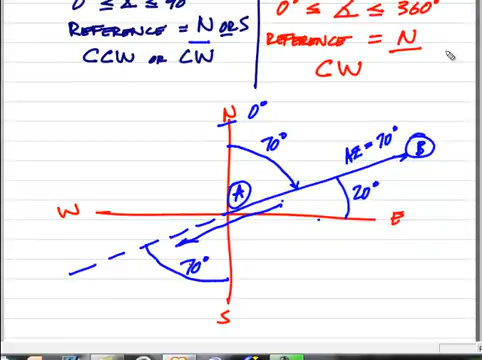 0° ≤ ∡ ≤ 90°
REFERENCE = N OR S
CCW OR CW
0° ≤ ∡ ≤ 360°
REFERENCE = N
CW
N 0°
70°
AZ = 70°
B
A
20°
W
E
70°
S